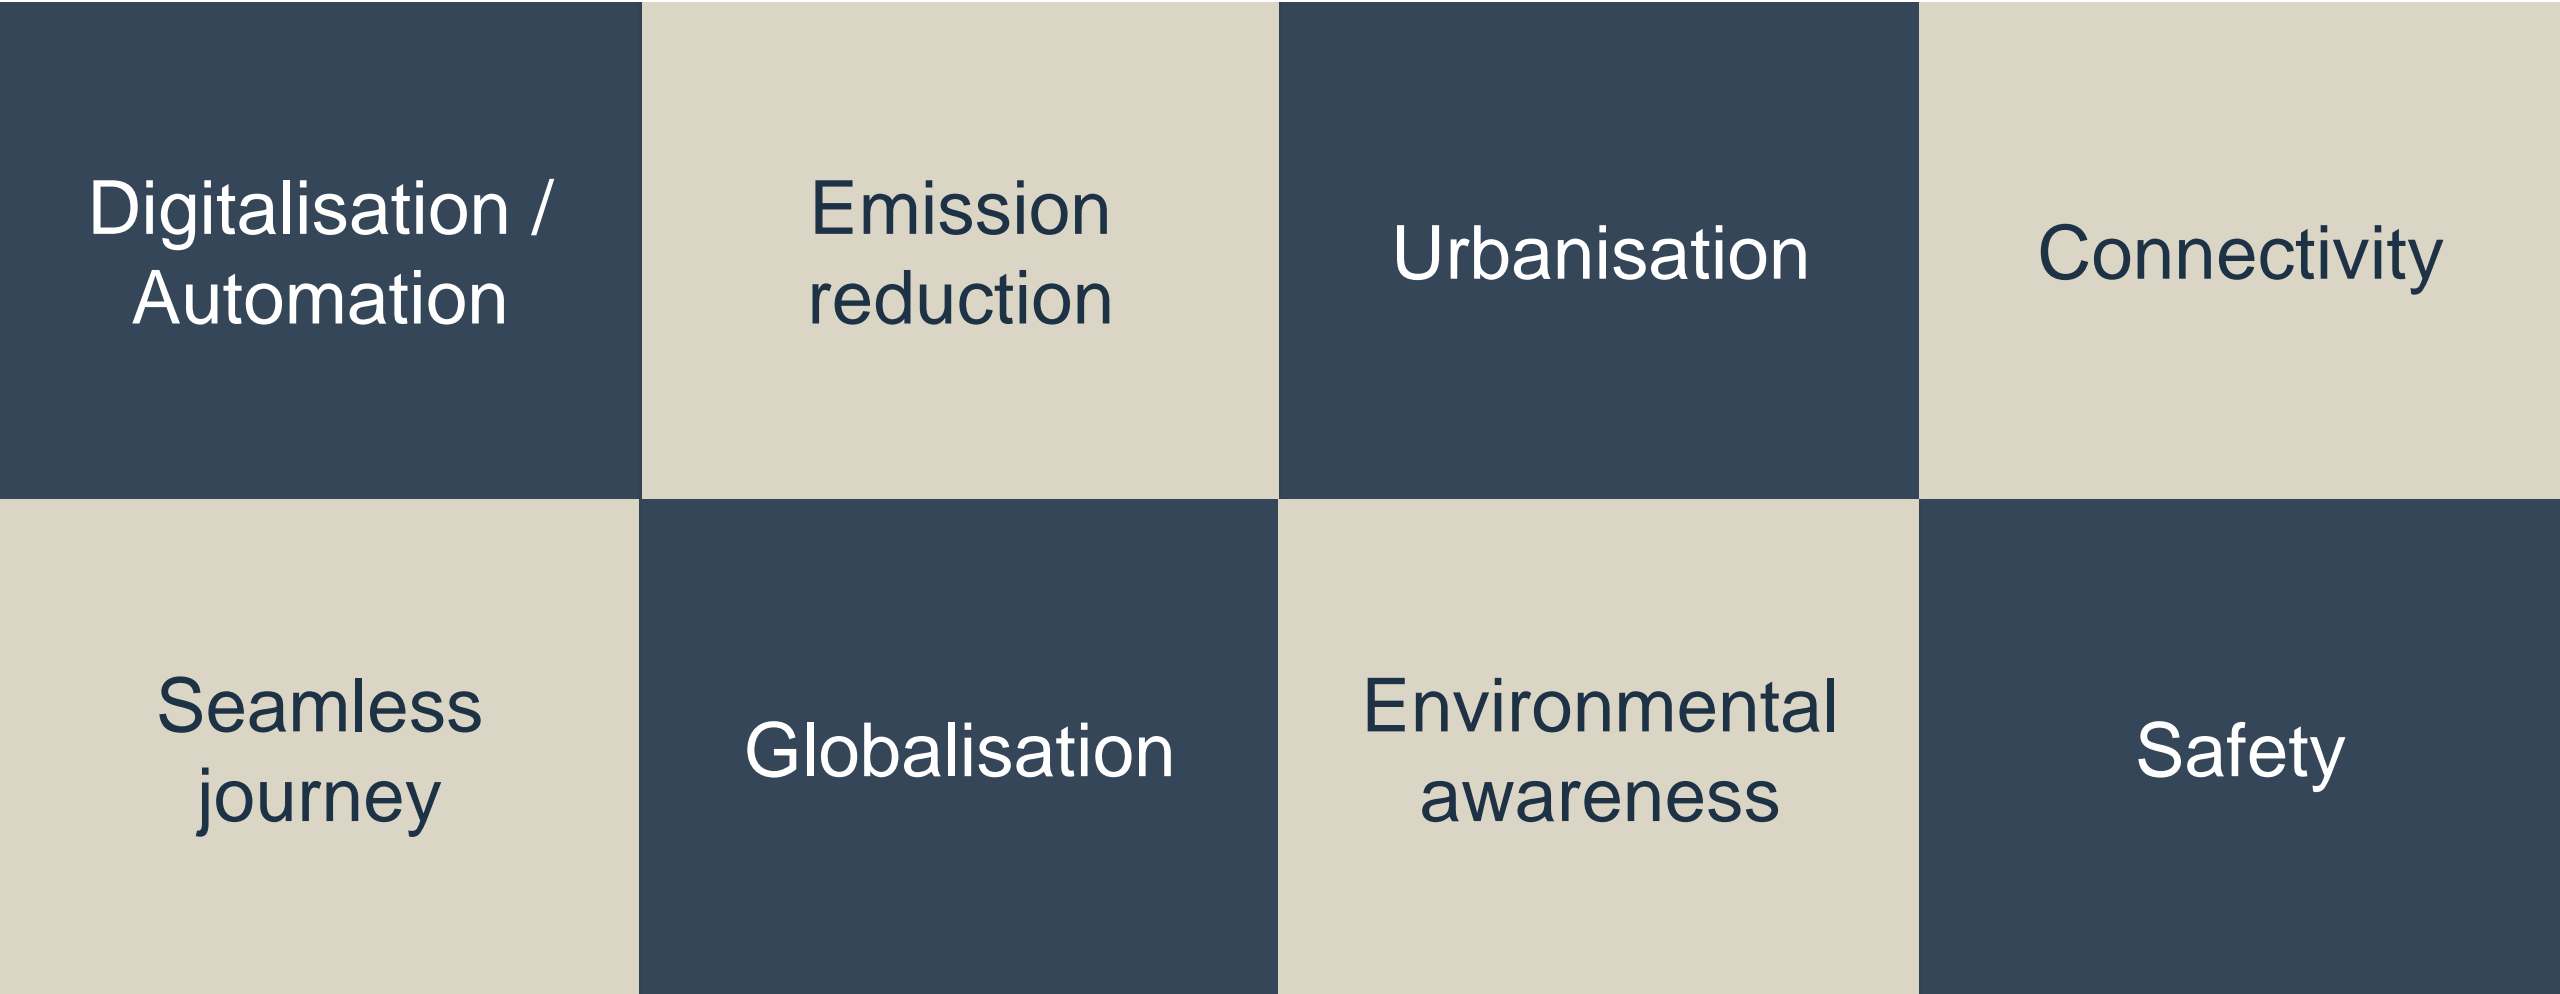 Digitalisation /
Automation
Emission
reduction
Urbanisation
Connectivity
Seamless
journey
Globalisation
Environmental
awareness
Safety